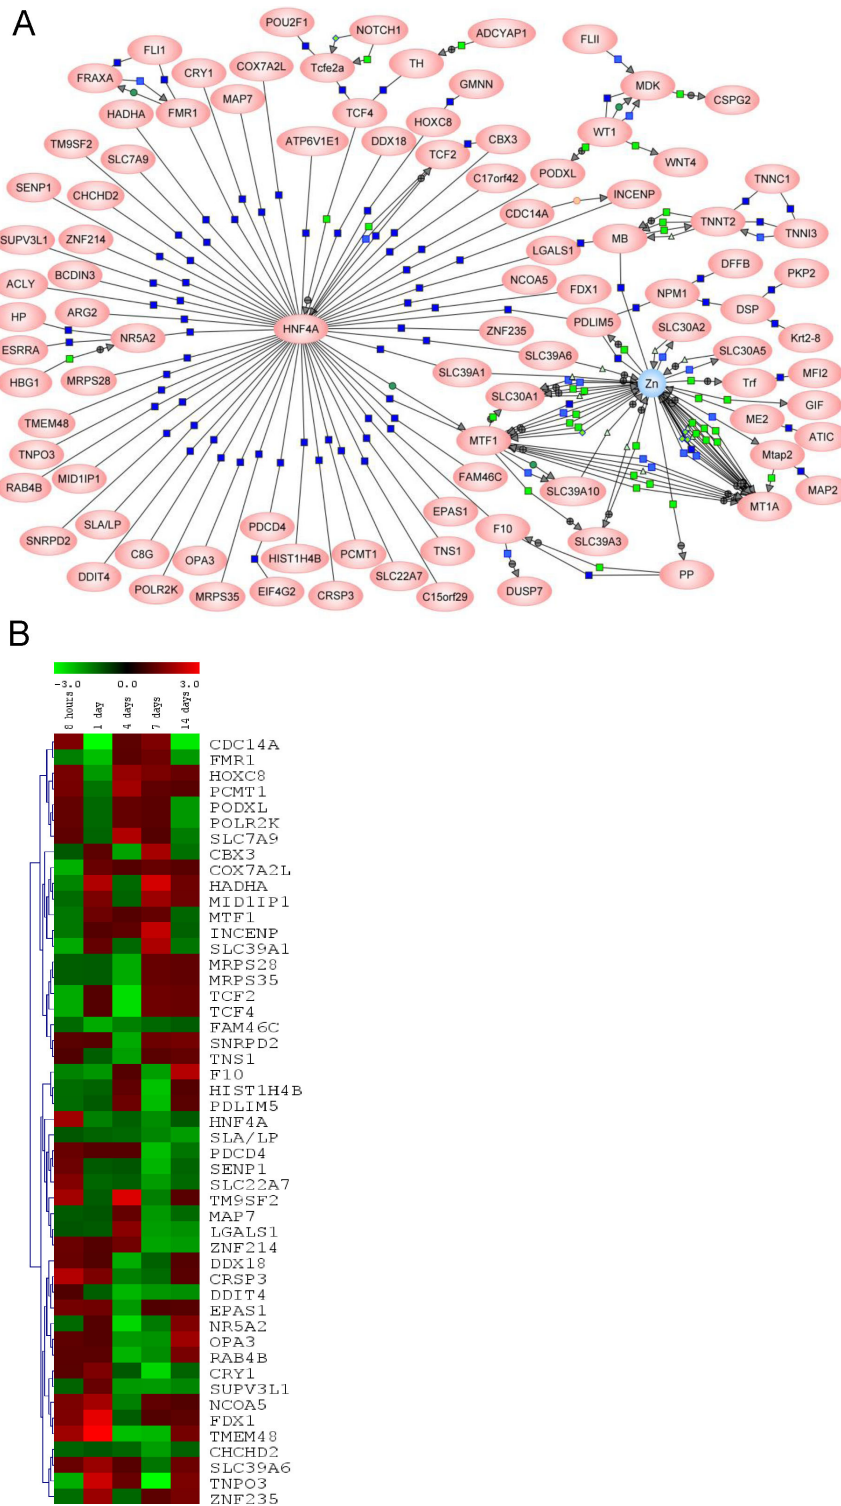 A
POU2F1
NOTCH1
ADCYAP1
FLII
FLI1
FRAXA
CRY1
COX7A2L
Tcfe2a
TH
GMNN
MDK
CSPG2
MAP7
HADHA
FMR1
TCF4
HOXC8
WT1
TM9SF2
SLC7A9
ATP6V1E1
DDX18
TCF2
CBX3
PODXL
WNT4
SENP1
CHCHD2
C17orf42
INCENP
TNNC1
CDC14A
TNNT2
SUPV3L1
ZNF214
LGALS1
MB
TNNI3
ACLY
BCDIN3
NCOA5
FDX1
NPM1
DFFB
PKP2
HP
ARG2
NR5A2
HNF4A
ZNF235
PDLIM5
SLC30A2
DSP
Krt2-8
ESRRA
HBG1
MRPS28
SLC39A6
SLC39A1
Zn
SLC30A5
Trf
MFI2
SLC30A1
GIF
TMEM48
ME2
ATIC
TNPO3
MTF1
Mtap2
RAB4B
MID1IP1
FAM46C
SLC39A10
MT1A
MAP2
SNRPD2
SLA/LP
PDCD4
EPAS1
F10
SLC39A3
DDIT4
C8G
OPA3
HIST1H4B
PCMT1
TNS1
POLR2K
MRPS35
EIF4G2
CRSP3
SLC22A7
C15orf29
DUSP7
PP
B
-3.0 0.0 3.0
8 hours
1 day
4 days
7 days
14 days
CDC14A
FMR1
HOXC8
PCMT1
PODXL
POLR2K
SLC7A9
CBX3
COX7A2L
HADHA
MID1IP1
MTF1
INCENP
SLC39A1
MRPS28
MRPS35
TCF2
TCF4
FAM46C
SNRPD2
TNS1
F10
HIST1H4B
PDLIM5
HNF4A
SLA/LP
PDCD4
SENP1
SLC22A7
TM9SF2
MAP7
LGALS1
ZNF214
DDX18
CRSP3
DDIT4
EPAS1
NR5A2
OPA3
RAB4B
CRY1
SUPV3L1
NCOA5
FDX1
TMEM48
CHCHD2
SLC39A6
TNPO3
ZNF235